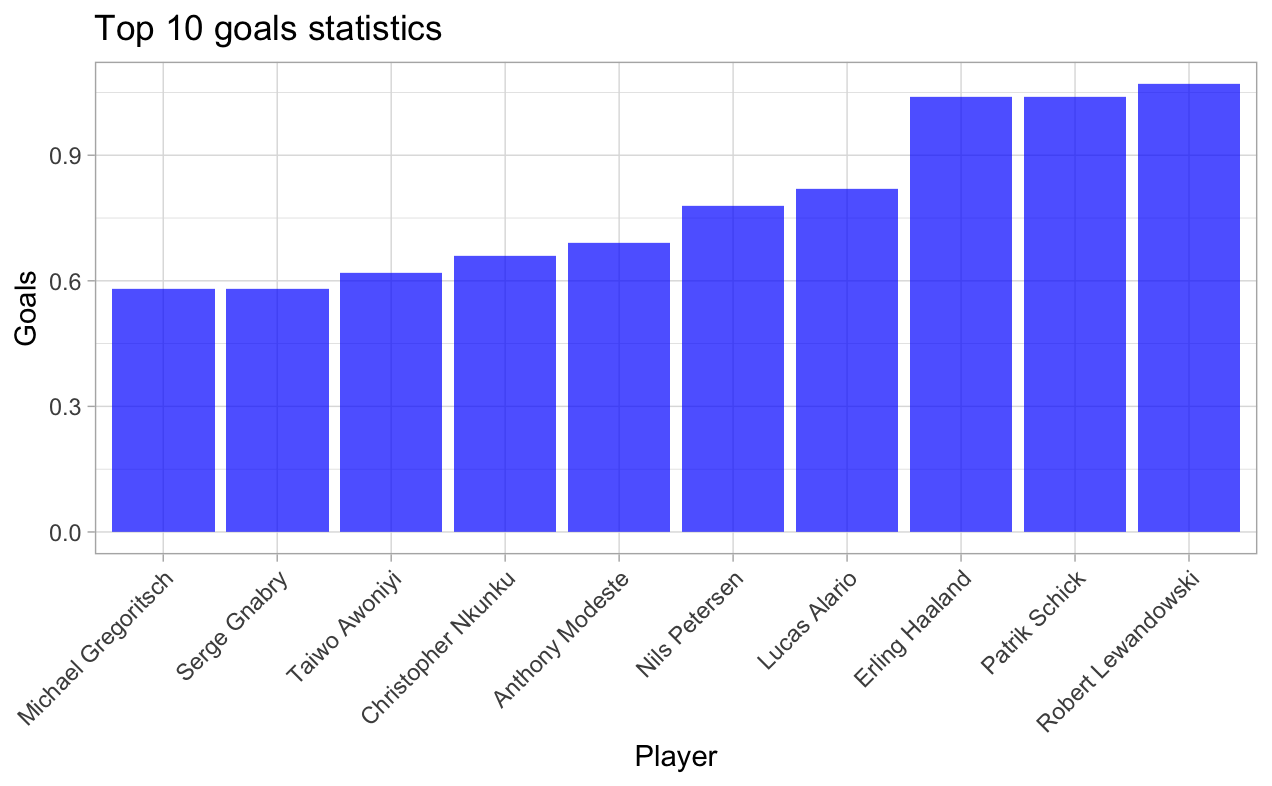 Top 10 goals statistics
Goals
0.9
0.6
0.3
0.0
Michael Gregoritsch
Serge Gnabry
Taiwo Awoniyi
Christopher Nkunku
Anthony Modeste
Nils Petersen
Lucas Alario
Erling Haaland
Patrik Schick
Robert Lewandowski
Player